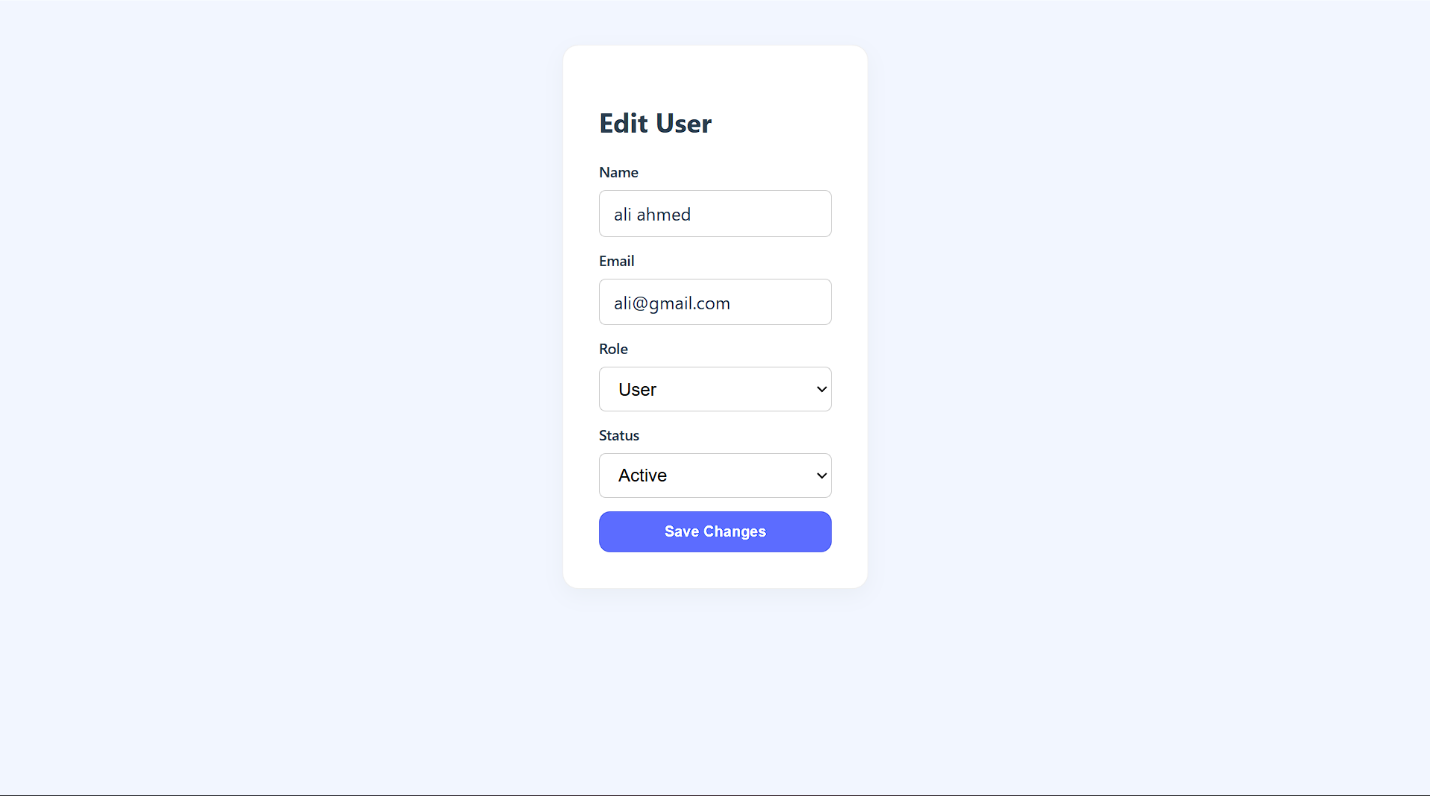 Edit User
Name
ali ahmed
Email
ali@gmail.com
Role
User
Status
Active
Save Changes